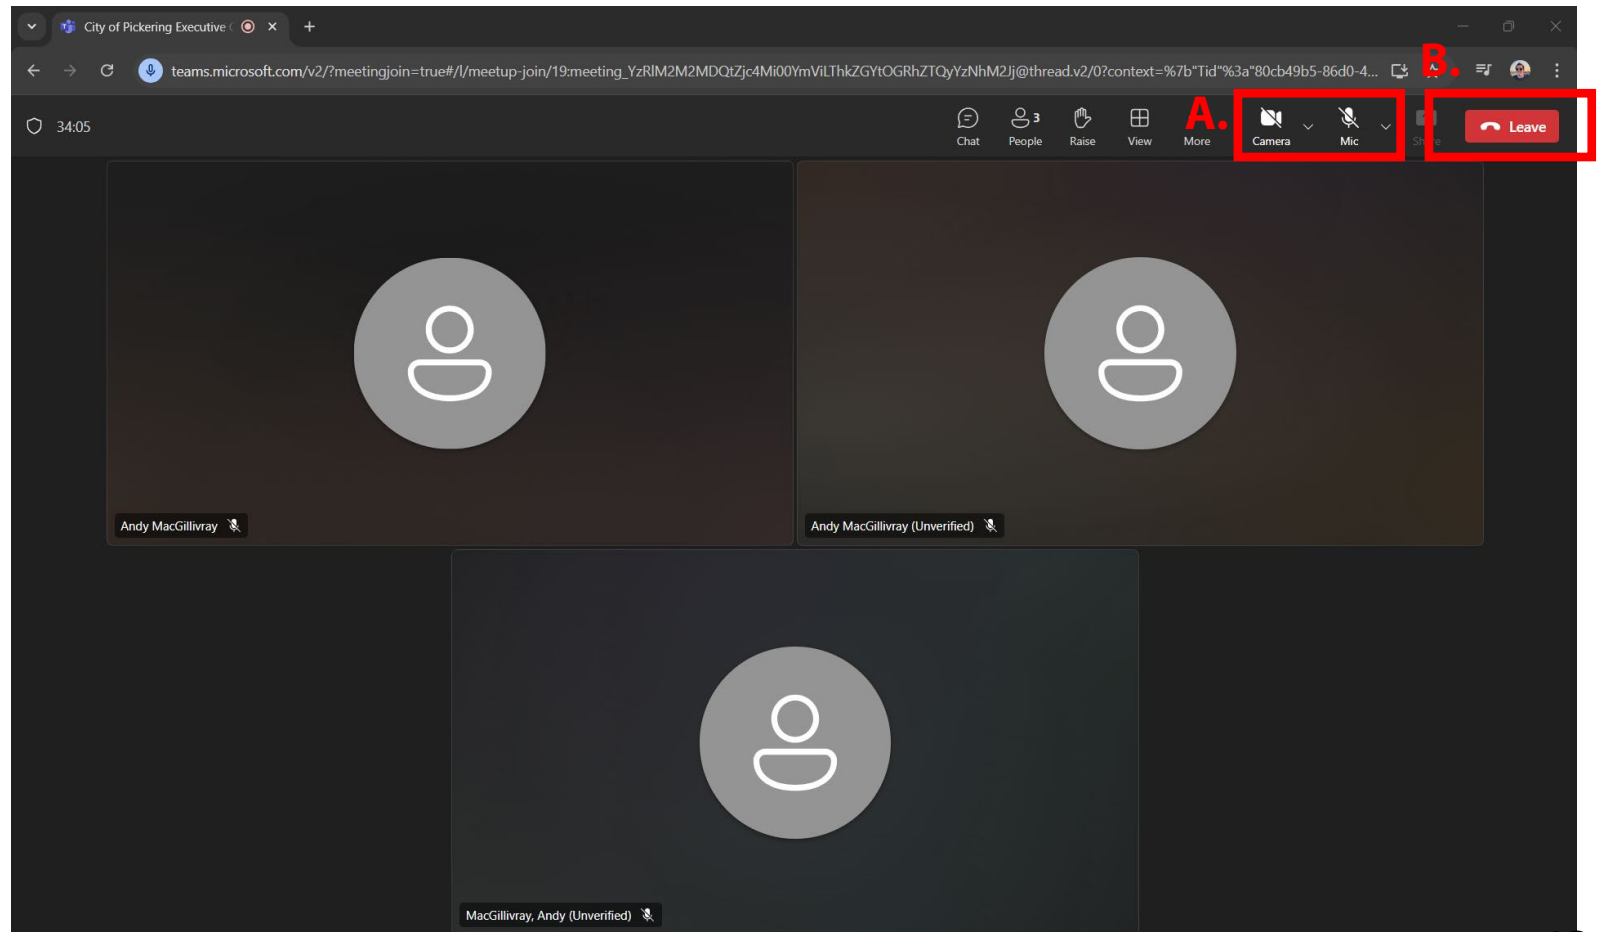 City of Pickering Executive
teams.microsoft.com/v2/?meetingjoin=true#/l/meetup-join/19:meeting_YzRlM2M2MDQtZjc4Mi00YmViLThkZGYtOGRhZTQyYzNhM2Jj@thread.v2/0?context=%7b"Tid"%3a"80cb49b5-86d0-4...
B.
34:05
3
A.
Chat
People
Raise
View
More
Camera
Mic
Share
Leave
Andy MacGillivray
Andy MacGillivray (Unverified)
MacGillivray, Andy (Unverified)